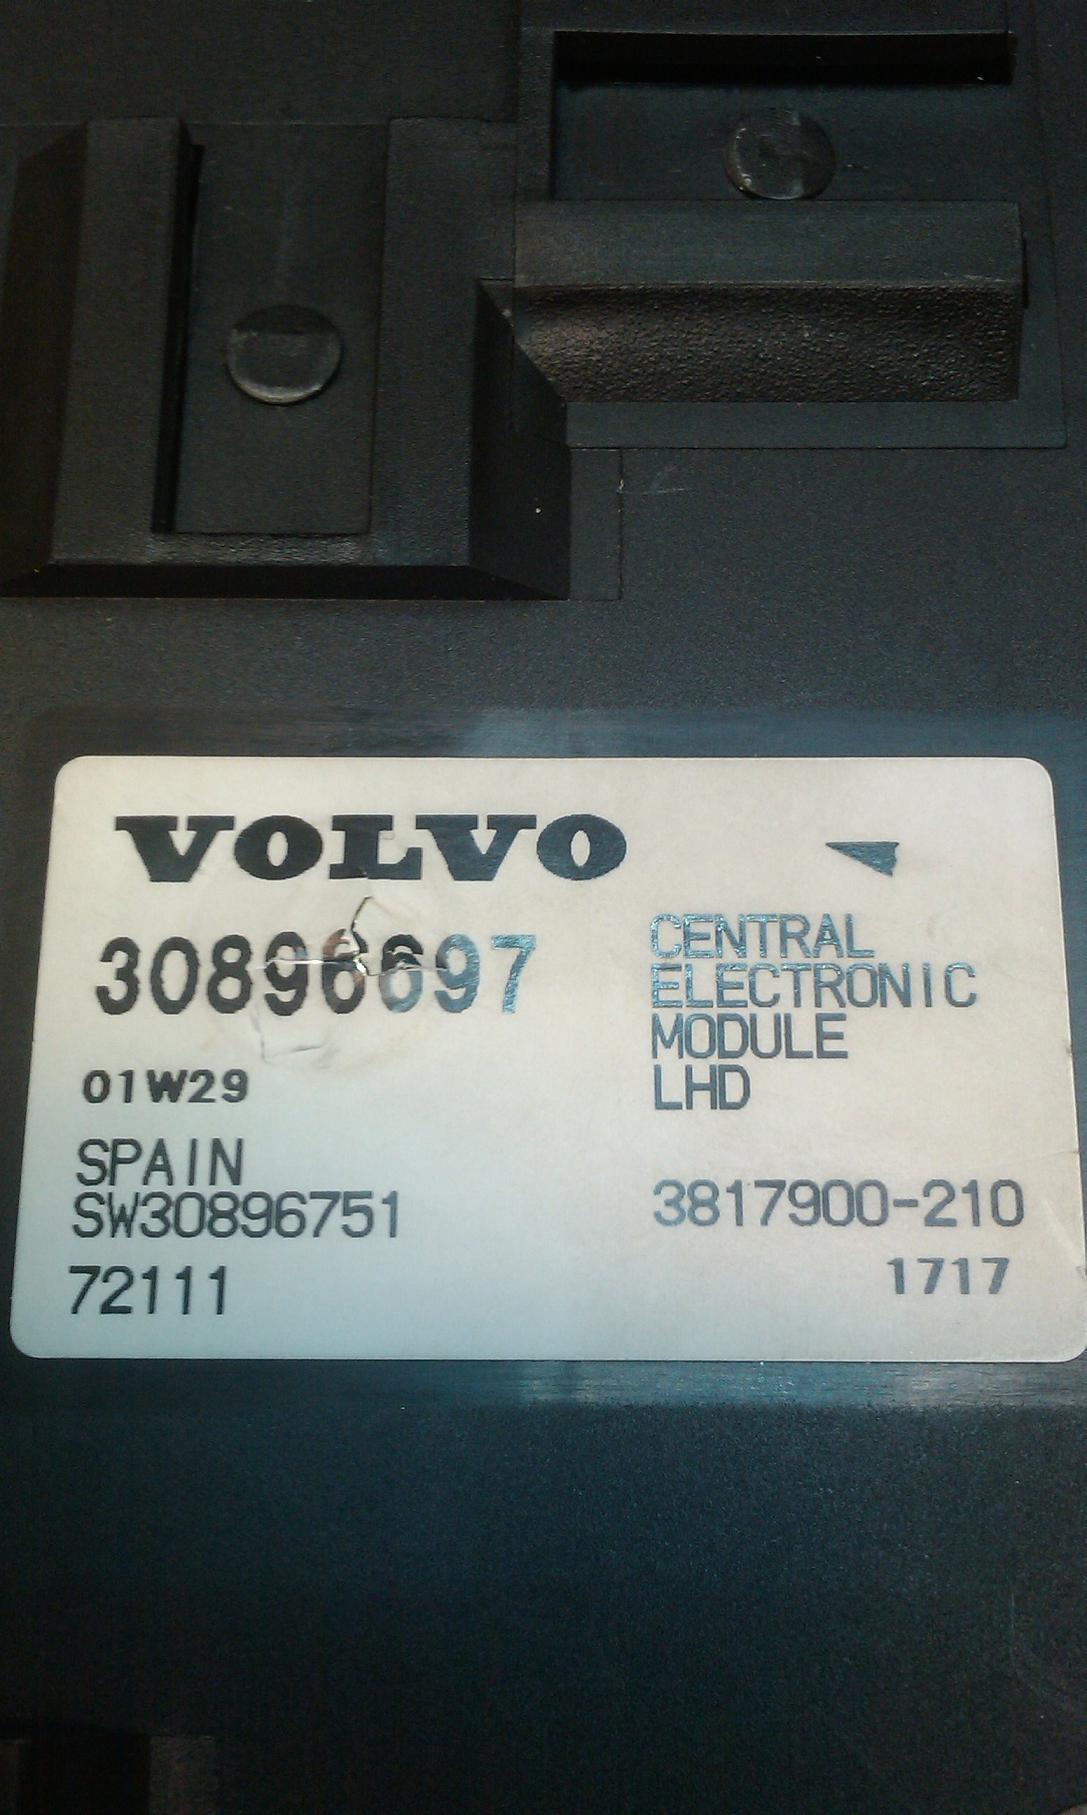 VOLVO
30896697
01W29
SPAIN
SW30896751
72111
CENTRAL
ELECTRONIC
MODULE
LHD
3817900-210
1717